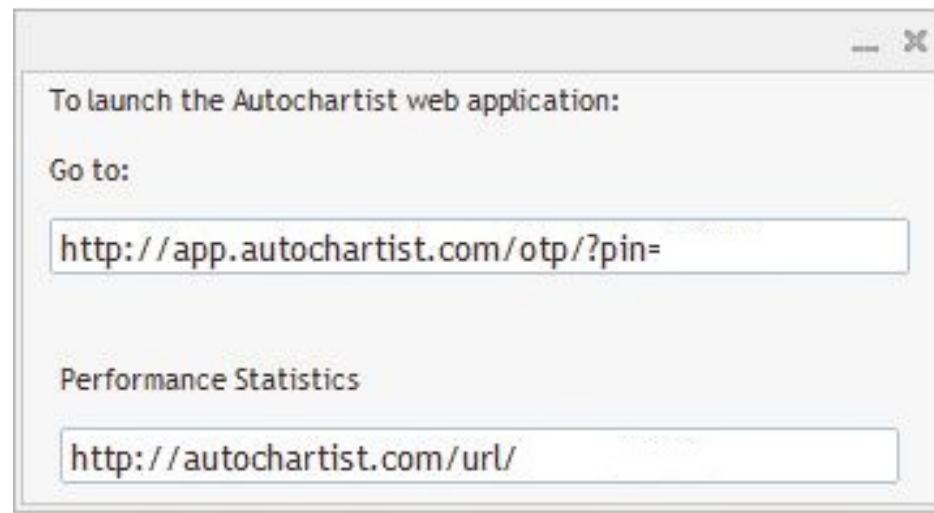 To launch the Autochartist web application:
Go to:
http://app.autochartist.com/otp/?pin=
Performance Statistics
http://autochartist.com/url/